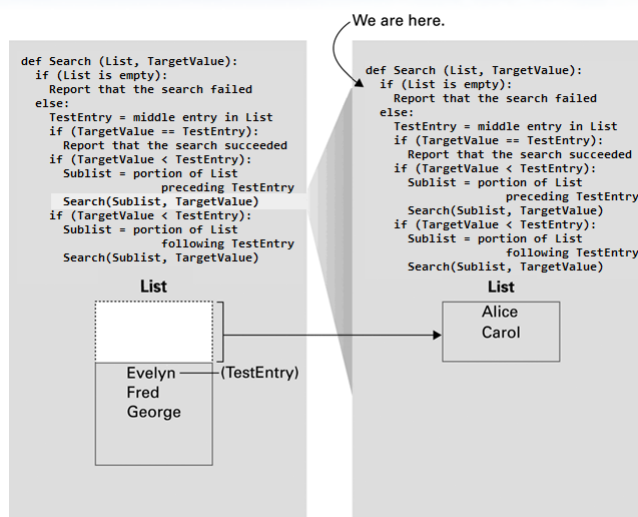 We are here.
def Search (List, TargetValue):
if (List is empty):
Report that the search failed
else:
TestEntry = middle entry in List
if (TargetValue == TestEntry):
Report that the search succeeded
if (TargetValue < TestEntry):
Sublist = portion of List
preceding TestEntry
Search(Sublist, TargetValue)
if (TargetValue < TestEntry):
Sublist = portion of List
following TestEntry
Search(Sublist, TargetValue)
List
Evelyn (TestEntry)
Fred
George
def Search (List, TargetValue):
if (List is empty):
Report that the search failed
else:
TestEntry = middle entry in List
if (TargetValue == TestEntry):
Report that the search succeeded
if (TargetValue < TestEntry):
Sublist = portion of List
preceding TestEntry
Search(Sublist, TargetValue)
if (TargetValue < TestEntry):
Sublist = portion of List
following TestEntry
Search(Sublist, TargetValue)
List
Alice
Carol